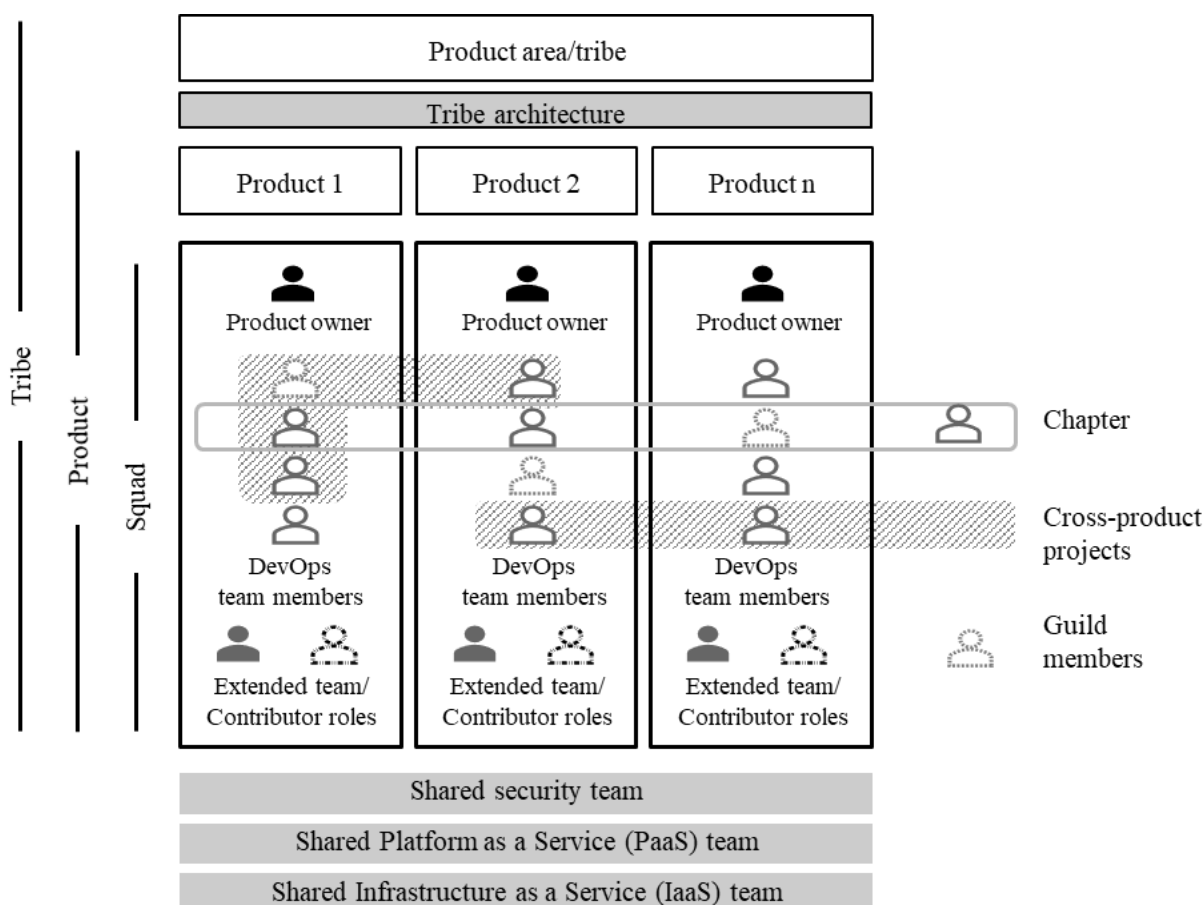 Product area/tribe
Tribe architecture
Product 1
Product 2
Product n
Tribe
Product
Squad
Product owner
Product owner
Product owner
Chapter
Cross-product
projects
DevOps
team members
DevOps
team members
DevOps
team members
Guild
members
Extended team/
Contributor roles
Extended team/
Contributor roles
Extended team/
Contributor roles
Shared security team
Shared Platform as a Service (PaaS) team
Shared Infrastructure as a Service (IaaS) team